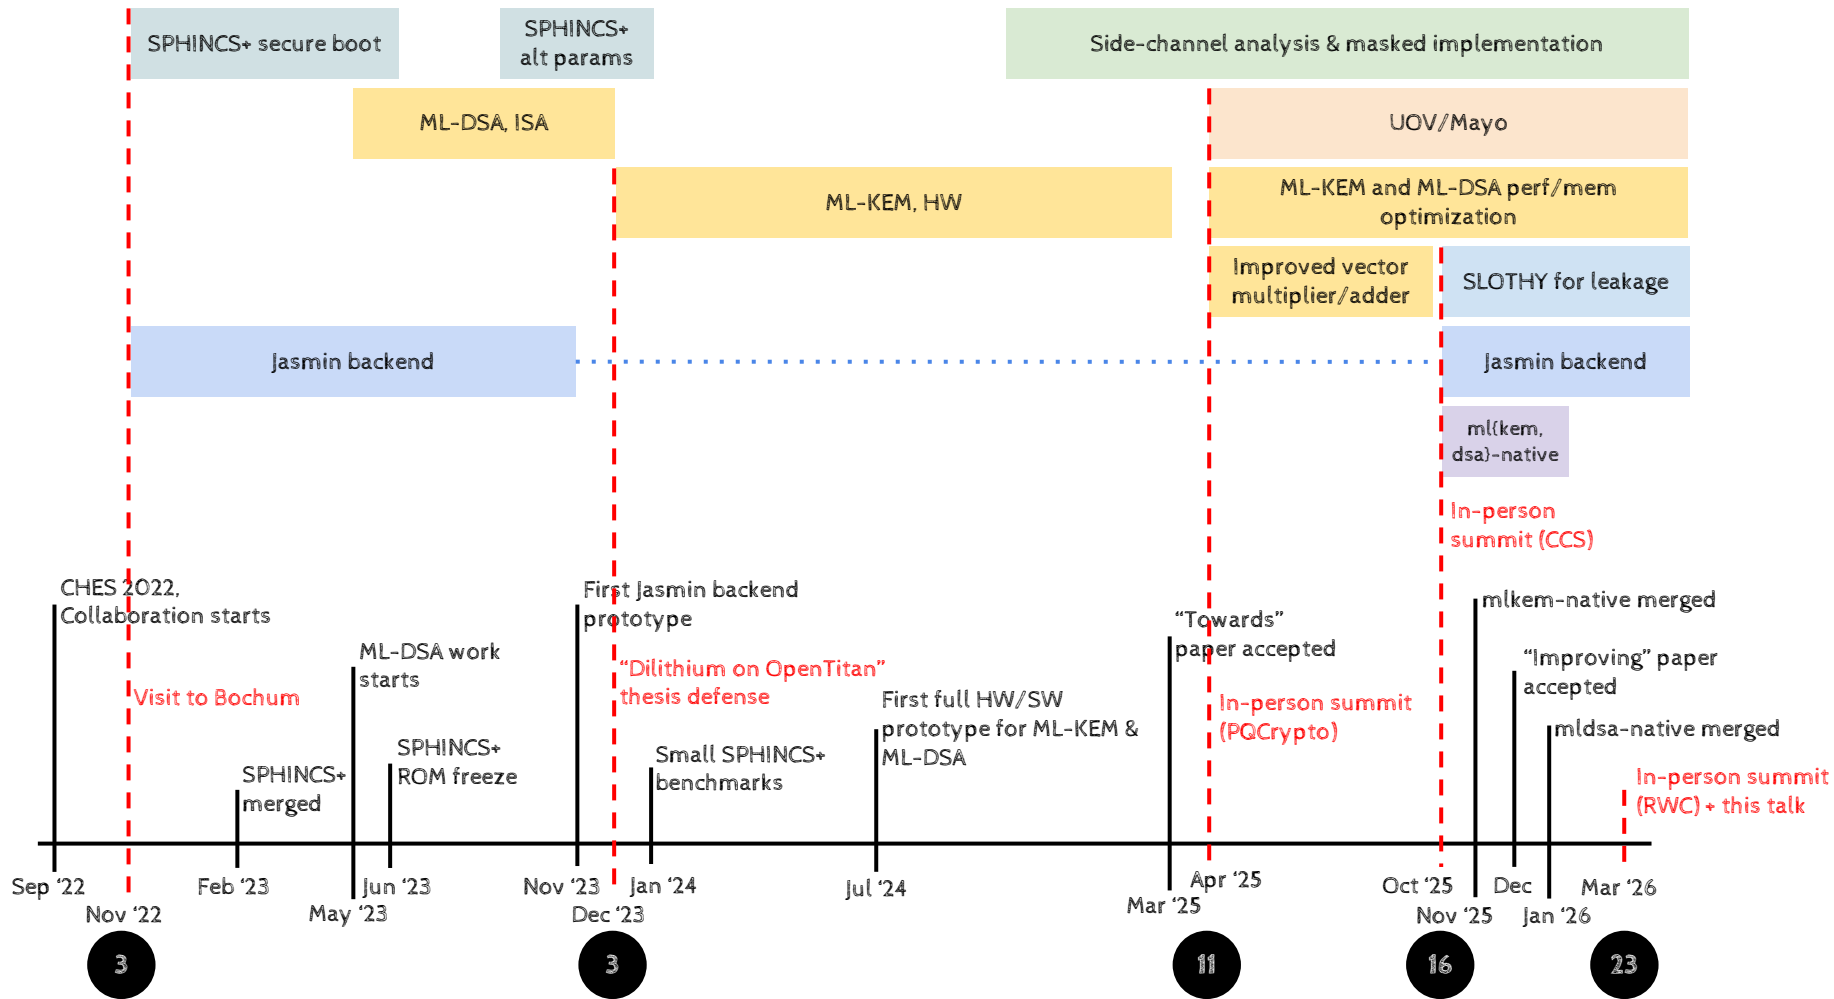 SPHINCS+ secure boot
SPHINCS+
alt params
Side-channel analysis & masked implementation
ML-DSA, ISA
UOV/Mayo
ML-KEM, HW
ML-KEM and ML-DSA perf/mem
optimization
Improved vector
multiplier/adder
SLOTHY for leakage
Jasmin backend
Jasmin backend
ml{kem,
dsa}-native
In-person
summit (CCS)
CHES 2022,
Collaboration starts
First Jasmin backend
prototype
mlkem-native merged
“Towards”
paper accepted
ML-DSA work
starts
“Improving” paper
accepted
“Dilithium on OpenTitan”
thesis defense
Visit to Bochum
First full HW/SW
prototype for ML-KEM &
ML-DSA
In-person summit
(PQCrypto)
mldsa-native merged
SPHINCS+
ROM freeze
Small SPHINCS+
benchmarks
SPHINCS+
merged
In-person summit
(RWC) + this talk
Sep ‘22
Nov ‘22
Feb ‘23
May ‘23
Jun ‘23
Nov ‘23
Dec ‘23
Jan ‘24
Jul ‘24
Mar ‘25
Apr ‘25
Oct ‘25
Nov ‘25
Dec
Jan ‘26
Mar ‘26
3
3
11
16
23